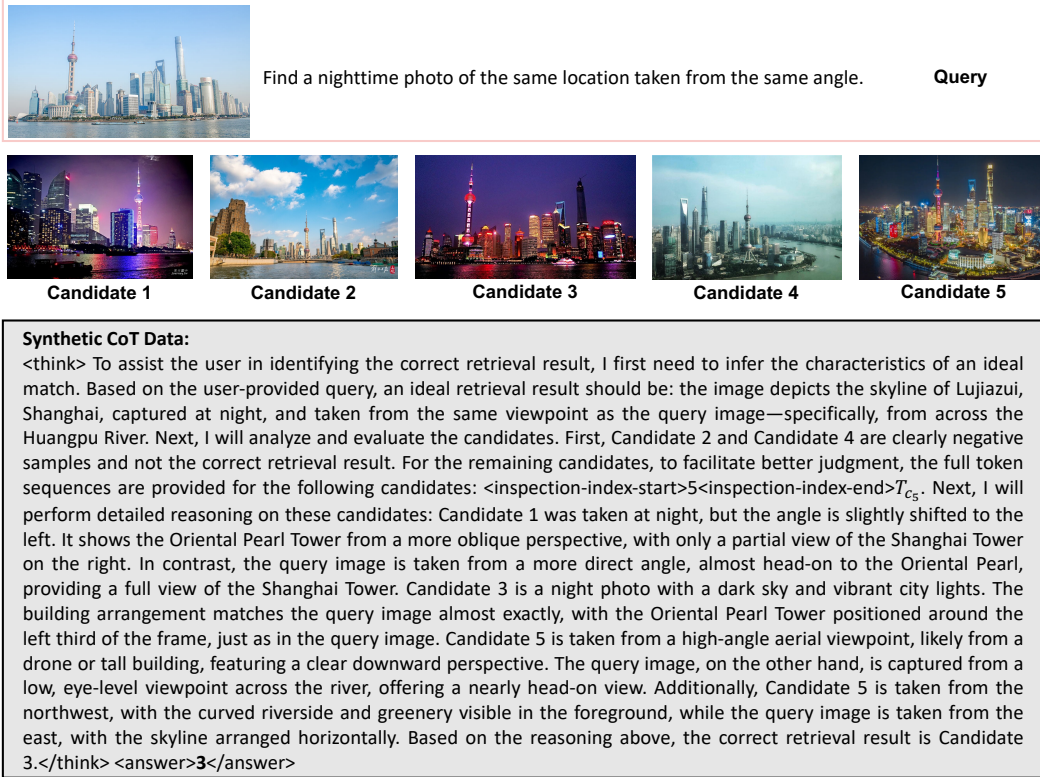 Find a nighttime photo of the same location taken from the same angle.
Query
Candidate 1
Candidate 2
Candidate 3
Candidate 4
Candidate 5
Synthetic CoT Data:
<think> To assist the user in identifying the correct retrieval result, I first need to infer the characteristics of an ideal
match. Based on the user-provided query, an ideal retrieval result should be: the image depicts the skyline of Lujiazui,
Shanghai, captured at night, and taken from the same viewpoint as the query image—specifically, from across the
Huangpu River. Next, I will analyze and evaluate the candidates. First, Candidate 2 and Candidate 4 are clearly negative
samples and not the correct retrieval result. For the remaining candidates, to facilitate better judgment, the full token
sequences are provided for the following candidates: <inspection-index-start>5<inspection-index-end>T_{c_5}. Next, I will
perform detailed reasoning on these candidates: Candidate 1 was taken at night, but the angle is slightly shifted to the
left. It shows the Oriental Pearl Tower from a more oblique perspective, with only a partial view of the Shanghai Tower
on the right. In contrast, the query image is taken from a more direct angle, almost head-on to the Oriental Pearl,
providing a full view of the Shanghai Tower. Candidate 3 is a night photo with a dark sky and vibrant city lights. The
building arrangement matches the query image almost exactly, with the Oriental Pearl Tower positioned around the
left third of the frame, just as in the query image. Candidate 5 is taken from a high-angle aerial viewpoint, likely from a
drone or tall building, featuring a clear downward perspective. The query image, on the other hand, is captured from a
low, eye-level viewpoint across the river, offering a nearly head-on view. Additionally, Candidate 5 is taken from the
northwest, with the curved riverside and greenery visible in the foreground, while the query image is taken from the
east, with the skyline arranged horizontally. Based on the reasoning above, the correct retrieval result is Candidate
3.</think> <answer>3</answer>